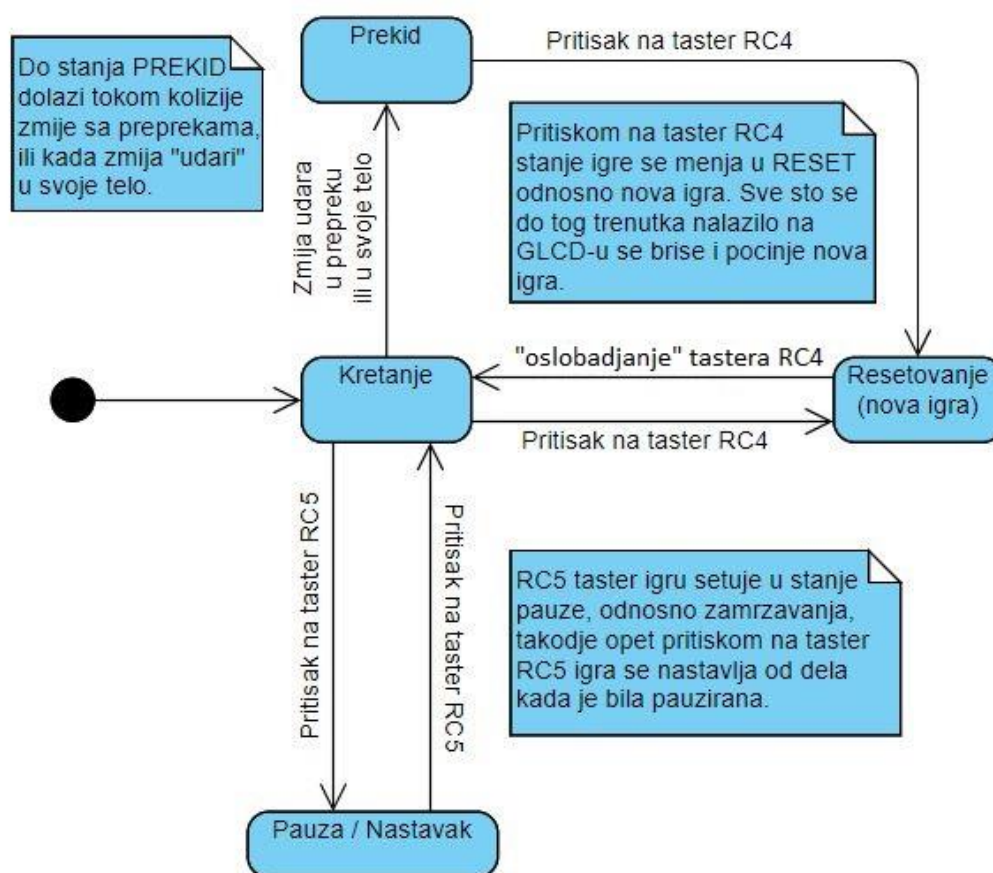 Prekid
Pritisak na taster RC4
Do stanja PREKID
dolazi tokom kolizije
zmije sa preprekama,
ili kada zmija "udari"
u svoje telo.
Pritiskom na taster RC4
stanje igre se menja u RESET
odnosno nova igra. Sve sto se
do tog trenutka nalazilo na
GLCD-u se brise i pocinje nova
igra.
Zmija udara
u prepreku
ili u svoje telo
Kretanje
"oslobadjanje" tastera RC4
Resetovanje
(nova igra)
Pritisak na taster RC4
Pritisak na taster RC5
Pritisak na taster RC5
RC5 taster igru setuje u stanje
pauze, odnosno zamrzavanja,
takodje opet pritiskom na taster
RC5 igra se nastavlja od dela
kada je bila pauzirana.
Pauza / Nastavak